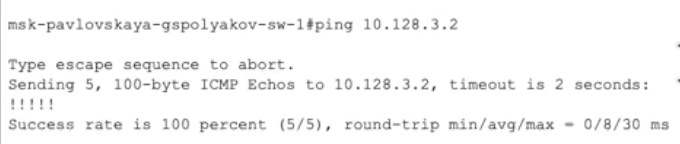 msk-pavlovskaya-gspolyakov-sw-1#ping 10.128.3.2
Type escape sequence to abort.
Sending 5, 100-byte ICMP Echos to 10.128.3.2, timeout is 2 seconds:
!!!!!
Success rate is 100 percent (5/5), round-trip min/avg/max = 0/8/30 ms